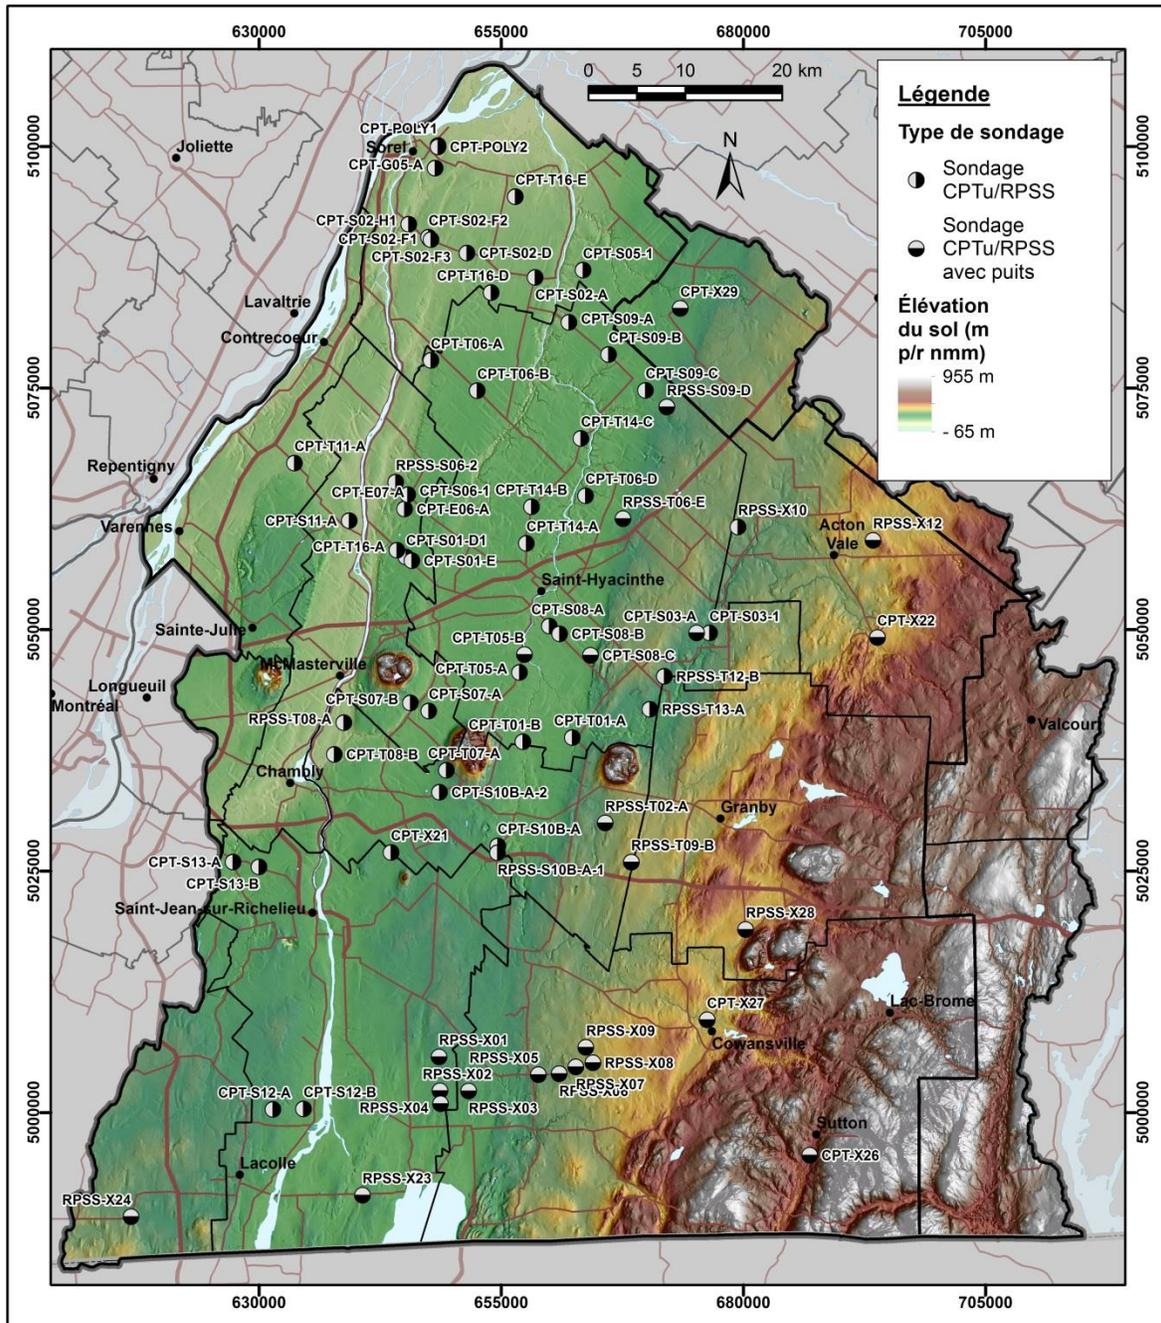 630000
655000
680000
705000
0
5
10
20 km
N
Légende
Type de sondage
Sondage
CPTu/RPSS
Sondage
CPTu/RPSS
avec puits
Élévation
du sol (m
p/r nmm)
955 m
- 65 m
5100000
5100000
Joliette
CPT-POLY1
Sorel
CPT-POLY2
CPT-G05-A
CPT-T16-E
CPT-S02-H1
CPT-S02-F2
CPT-S02-F1
CPT-S02-F3
CPT-S02-D
CPT-S05-1
CPT-T16-D
CPT-S02-A
CPT-X29
Lavaltrie
CPT-S09-A
Contrecoeur
CPT-S09-B
CPT-T06-A
5075000
5075000
CPT-T06-B
CPT-S09-C
RPSS-S09-D
CPT-T14-C
CPT-T11-A
Repentigny
RPSS-S06-2
CPT-E07-A
CPT-S06-1
CPT-T14-B
CPT-T06-D
CPT-E06-A
RPSS-T06-E
RPSS-X10
Varennes
CPT-S11-A
CPT-T14-A
Acton
Vale
RPSS-X12
CPT-T16-A
CPT-S01-D1
CPT-S01-E
Saint-Hyacinthe
5050000
5050000
Sainte-Julie
CPT-S08-A
CPT-S03-A
CPT-S03-1
CPT-X22
CPT-S08-B
CPT-T05-B
CPT-S08-C
McMasterville
CPT-T05-A
RPSS-T12-B
Longueuil
Montréal
CPT-S07-B
CPT-S07-A
RPSS-T13-A
RPSS-T08-A
CPT-T01-B
CPT-T01-A
Valcourt
CPT-T08-B
CPT-T07-A
Chambly
CPT-S10B-A-2
RPSS-T02-A
Granby
CPT-X21
CPT-S10B-A
RPSS-T09-B
5025000
5025000
CPT-S13-A
RPSS-S10B-A-1
CPT-S13-B
Saint-Jean-sur-Richelieu
RPSS-X28
CPT-X27
Lac-Brome
Cowansville
RPSS-X01
RPSS-X05
RPSS-X09
RPSS-X08
RPSS-X02
RPSS-X07
RPSS-X06
CPT-S12-A
CPT-S12-B
RPSS-X04
RPSS-X03
5000000
5000000
Sutton
CPT-X26
Lacolle
RPSS-X23
RPSS-X24
630000
655000
680000
705000